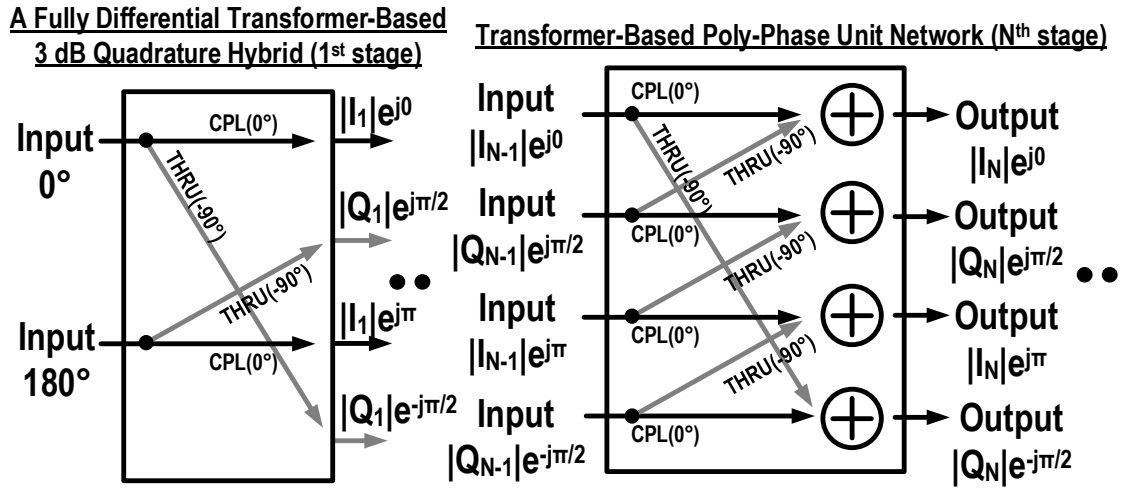 A Fully Differential Transformer-Based
3 dB Quadrature Hybrid (1st stage)
Input
0°
CPL(0°)
|I1|ej0
THRU(-90°)
|Q1|ejπ/2
THRU(-90°)
Input
180°
CPL(0°)
|I1|ejπ
|Q1|e-jπ/2
Transformer-Based Poly-Phase Unit Network (Nth stage)
Input
|IN-1|ej0
CPL(0°)
THRU(-90°)
THRU(-90°)
Output
|IN|ej0
Input
|QN-1|ejπ/2
CPL(0°)
THRU(-90°)
Output
|QN|ejπ/2
Input
|IN-1|ejπ
CPL(0°)
THRU(-90°)
Output
|IN|ejπ
Input
|QN-1|e-jπ/2
CPL(0°)
Output
|QN|e-jπ/2